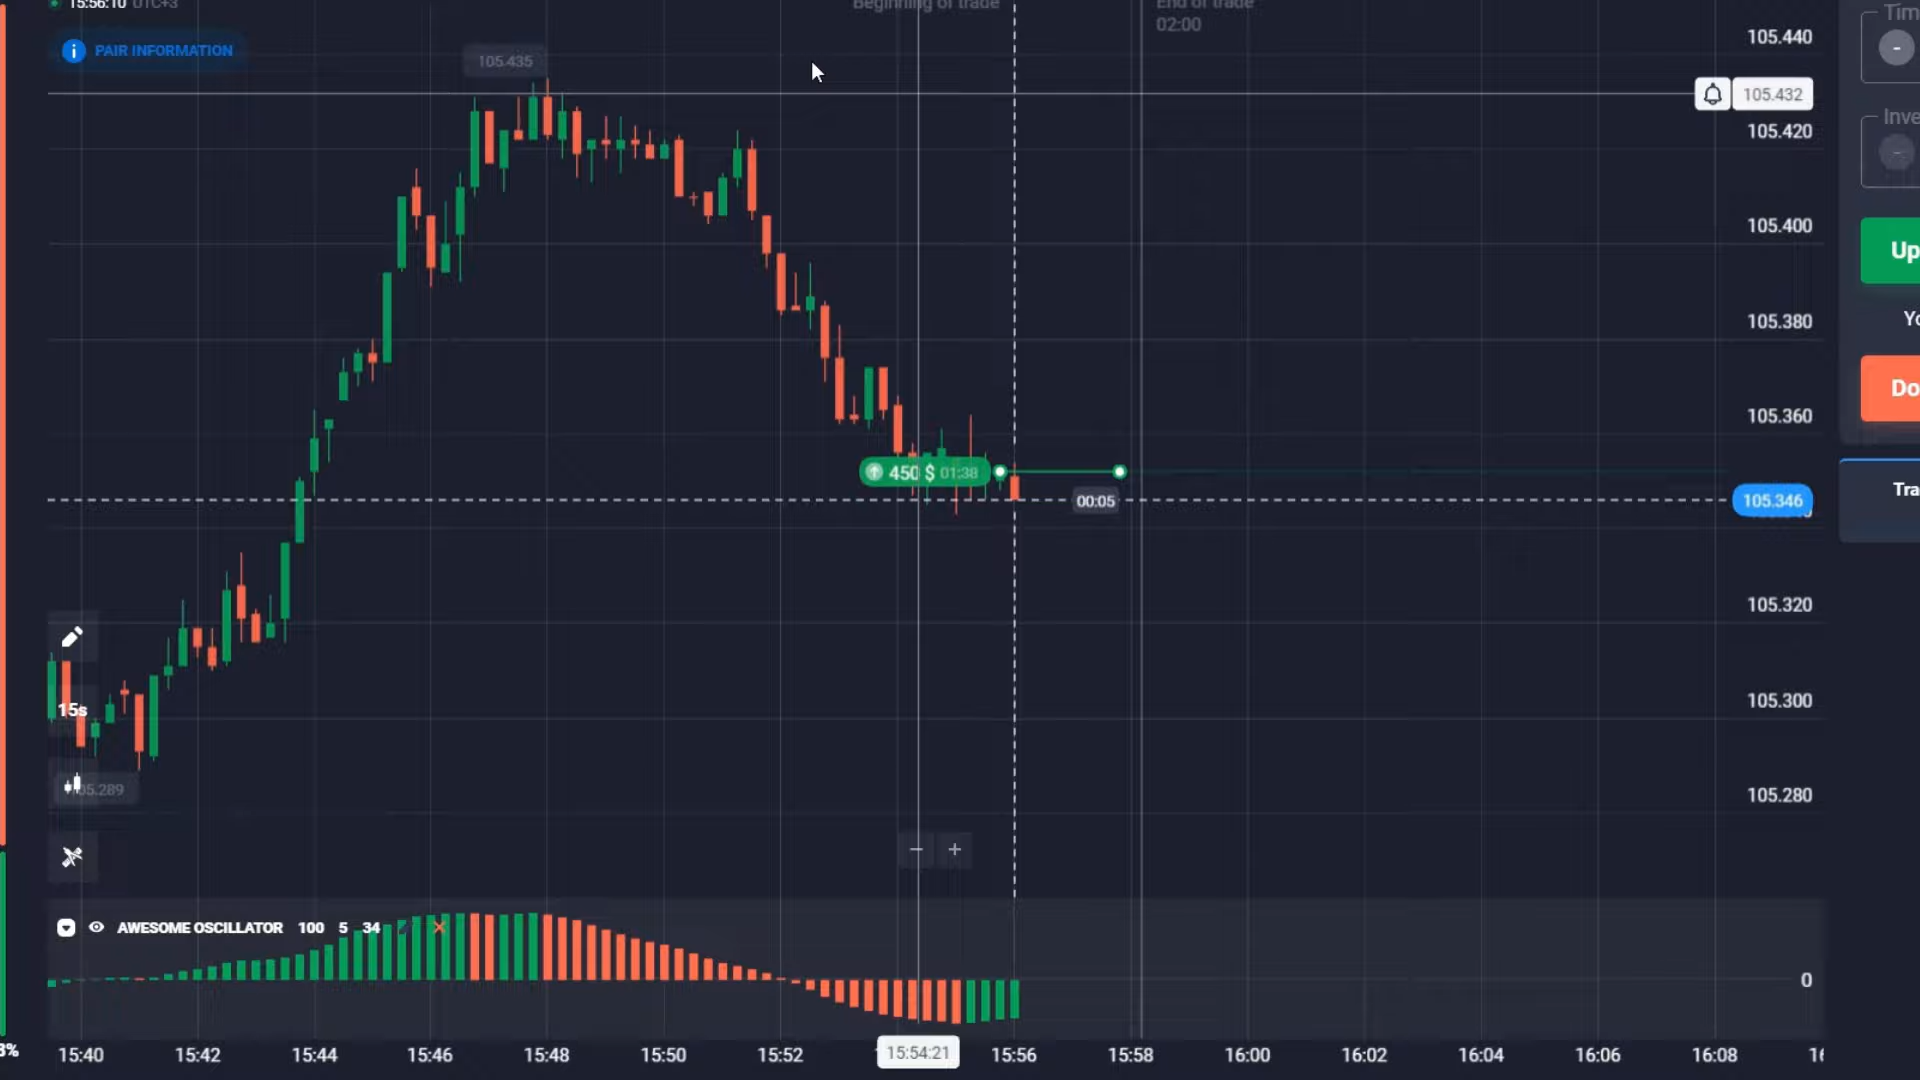 15:56:10 UTC+3
Beginning of trade
End of trade
02:00
PAIR INFORMATION
105.435
105.440
105.432
105.420
105.400
105.380
105.360
105.346
105.320
105.300
105.280
450 $ 01:38
00:05
15s
05.289
− +
AWESOME OSCILLATOR 100 5 34
0
15:40 15:42 15:44 15:46 15:48 15:50 15:52 15:54:21 15:56 15:58 16:00 16:02 16:04 16:06 16:08 16
Tim
-
Inve
-
Up
Yo
Do
Tra
3%